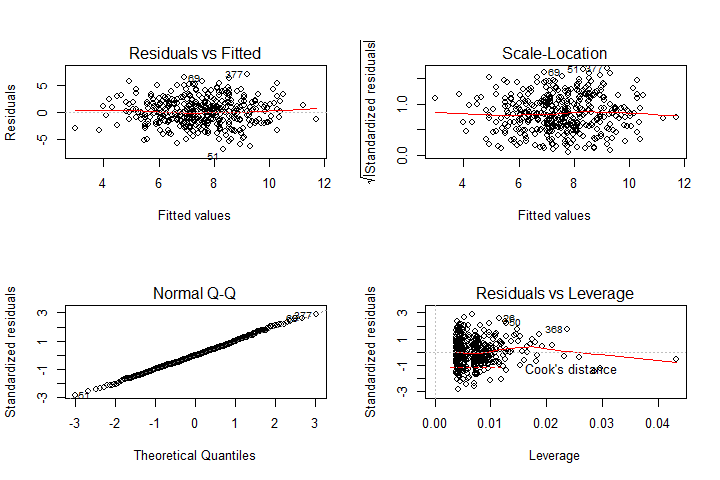 Residuals vs Fitted
Residuals
5
0
-5
69
377
51
4 6 8 10 12
Fitted values
Scale-Location
√|Standardized residuals|
1.0
0.0
69
51
377
4 6 8 10 12
Fitted values
Normal Q-Q
Standardized residuals
3
1
-1
-3
377
51
-3 -2 -1 0 1 2 3
Theoretical Quantiles
Residuals vs Leverage
Standardized residuals
3
1
-1
-3
368
Cook's distance
0.00 0.01 0.02 0.03 0.04
Leverage